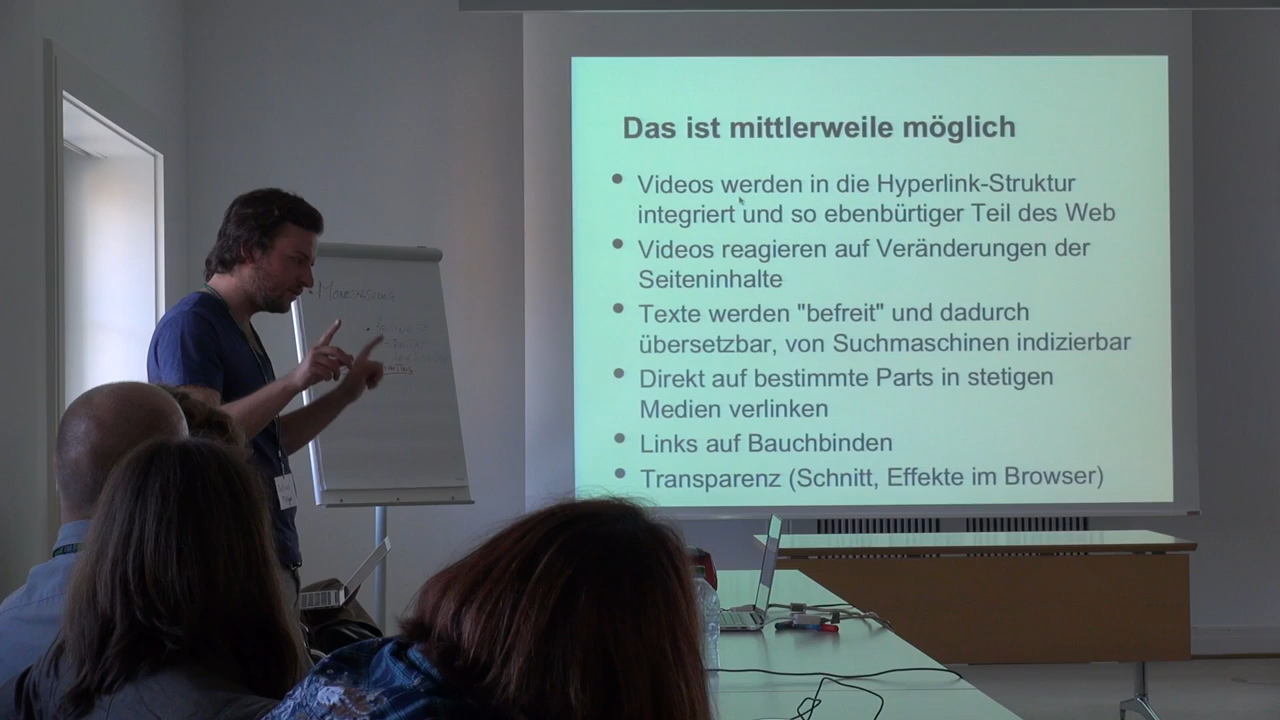 Das ist mittlerweile möglich
• Videos werden in die Hyperlink-Struktur
integriert und so ebenbürtiger Teil des Web
• Videos reagieren auf Veränderungen der
Seiteninhalte
• Texte werden "befreit" und dadurch
übersetzbar, von Suchmaschinen indizierbar
• Direkt auf bestimmte Parts in stetigen
Medien verlinken
• Links auf Bauchbinden
• Transparenz (Schnitt, Effekte im Browser)